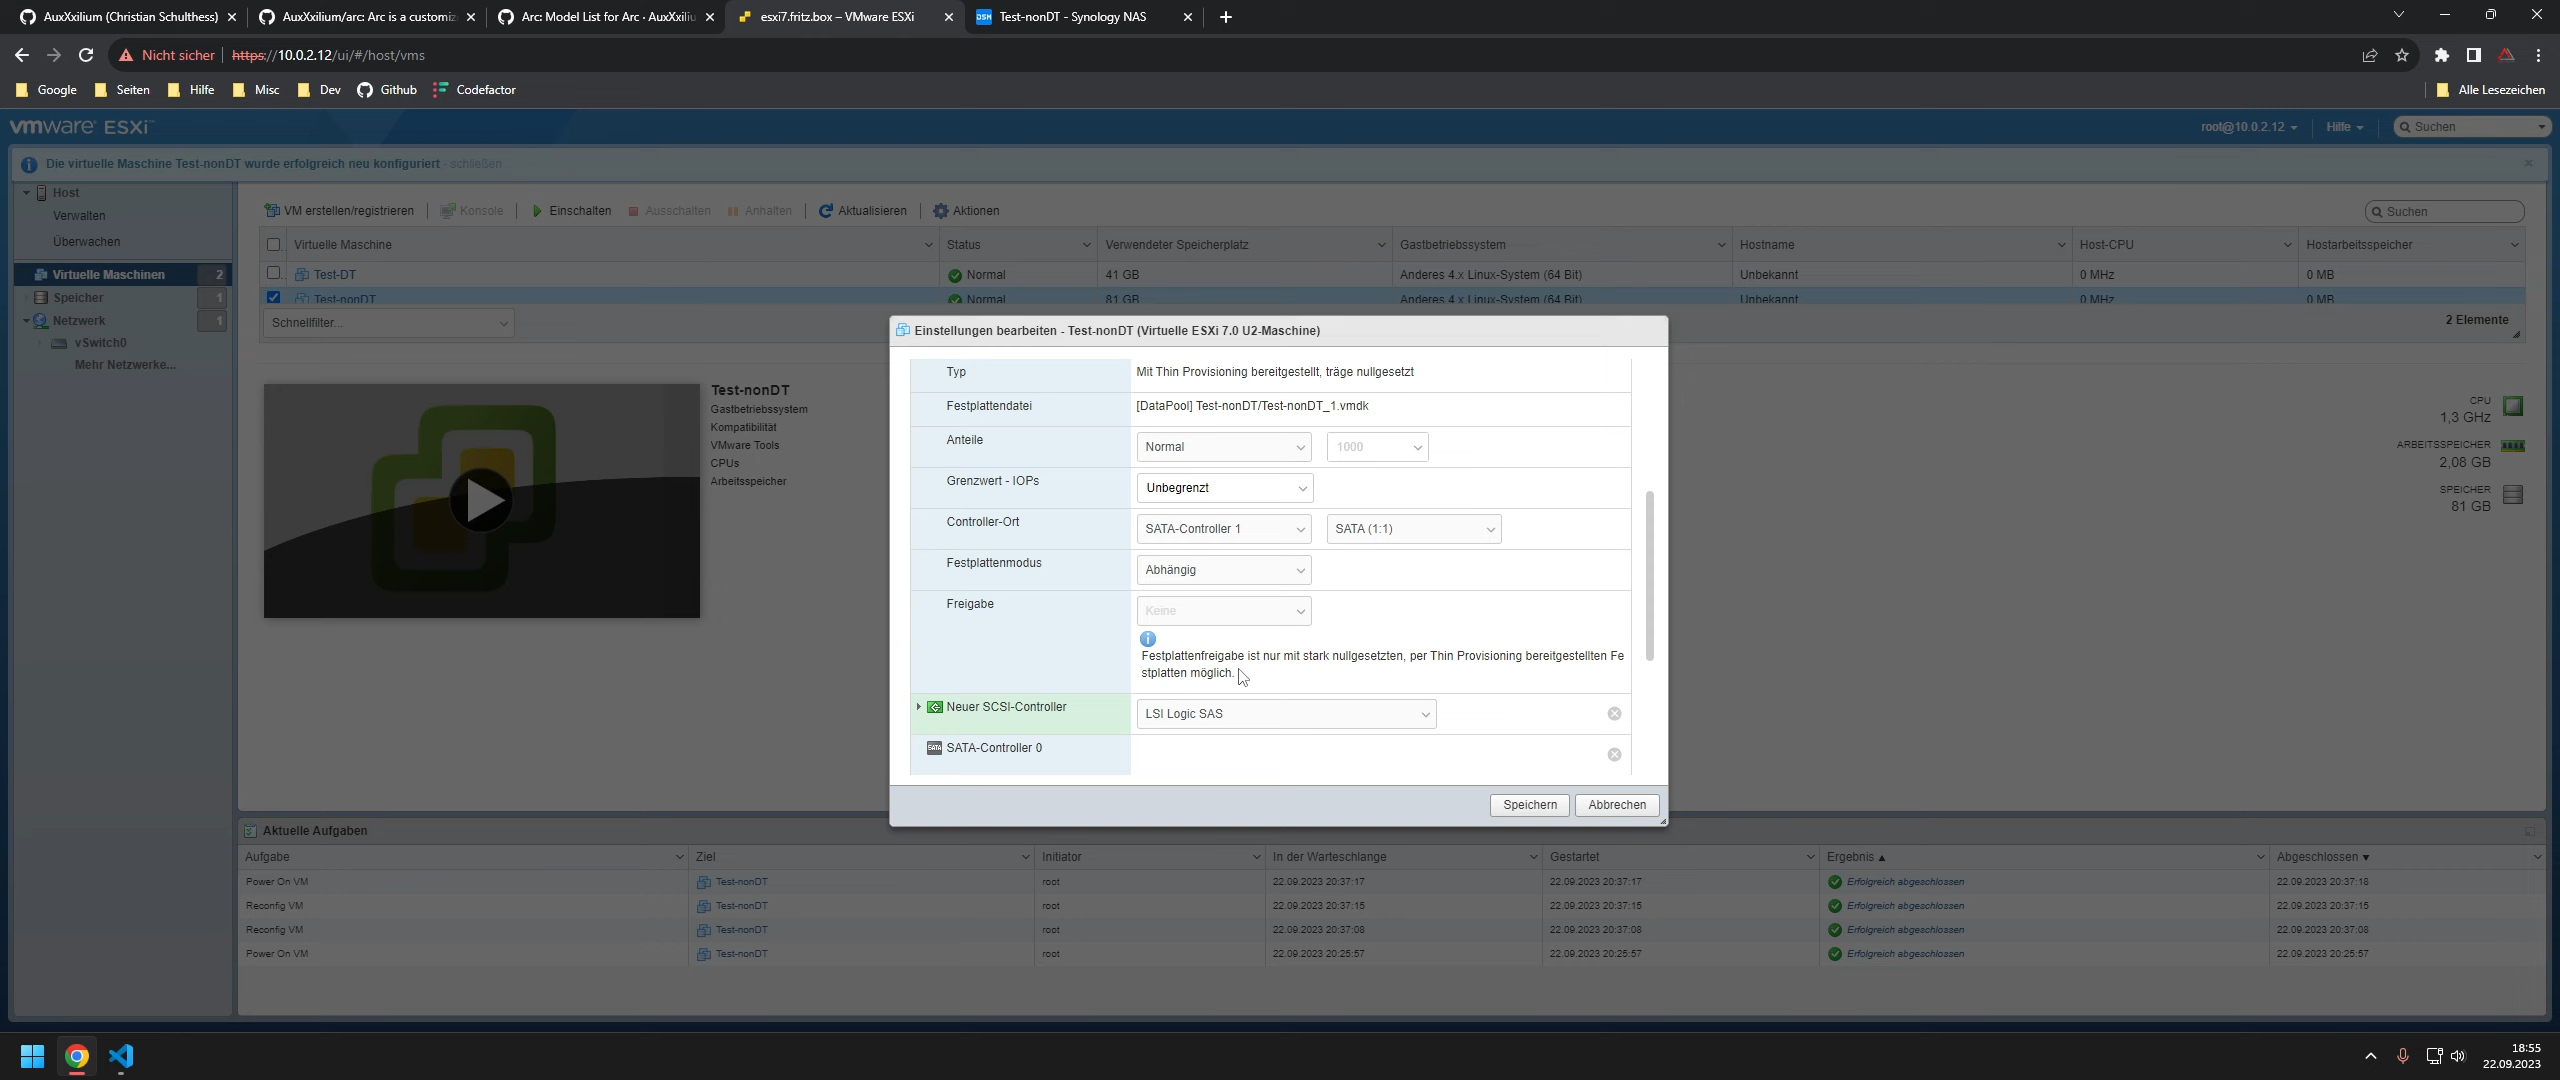 AuxXxilium (Christian Schulthess)
AuxXxilium/arc: Arc is a customiz
Arc: Model List for Arc · AuxXxiliu
esxi7.fritz.box – VMware ESXi
Test-nonDT - Synology NAS
Nicht sicher
https://10.0.2.12/ui/#/host/vms
Google
Seiten
Hilfe
Misc
Dev
Github
Codefactor
Alle Lesezeichen
vmware ESXi™
root@10.0.2.12
Hilfe
Suchen
Die virtuelle Maschine Test-nonDT wurde erfolgreich neu konfiguriert - schließen
Host
Verwalten
Überwachen
Virtuelle Maschinen 2
Speicher 1
Netzwerk 1
vSwitch0
Mehr Netzwerke...
VM erstellen/registrieren
Konsole
Einschalten
Ausschalten
Anhalten
Aktualisieren
Aktionen
Suchen
Virtuelle Maschine Status Verwendeter Speicherplatz Gastbetriebssystem Hostname Host-CPU Hostarbeitsspeicher
Test-DT Normal 41 GB Anderes 4.x Linux-System (64 Bit) Unbekannt 0 MHz 0 MB
Test-nonDT Normal 81 GB Anderes 4.x Linux-System (64 Bit) Unbekannt 0 MHz 0 MB
Schnellfilter...
2 Elemente
Test-nonDT
Gastbetriebssystem
Kompatibilität
VMware Tools
CPUs
Arbeitsspeicher
CPU
1,3 GHz
ARBEITSSPEICHER
2,08 GB
SPEICHER
81 GB
Einstellungen bearbeiten - Test-nonDT (Virtuelle ESXi 7.0 U2-Maschine)
Typ Mit Thin Provisioning bereitgestellt, träge nullgesetzt
Festplattendatei [DataPool] Test-nonDT/Test-nonDT_1.vmdk
Anteile Normal 1000
Grenzwert - IOPs Unbegrenzt
Controller-Ort SATA-Controller 1 SATA (1:1)
Festplattenmodus Abhängig
Freigabe Keine
Festplattenfreigabe ist nur mit stark nullgesetzten, per Thin Provisioning bereitgestellten Fe
stplatten möglich.
Neuer SCSI-Controller LSI Logic SAS
SATA SATA-Controller 0
Speichern Abbrechen
Aktuelle Aufgaben
Aufgabe Ziel Initiator In der Warteschlange Gestartet Ergebnis ▲ Abgeschlossen ▼
Power On VM Test-nonDT root 22.09.2023 20:37:17 22.09.2023 20:37:17 Erfolgreich abgeschlossen 22.09.2023 20:37:18
Reconfig VM Test-nonDT root 22.09.2023 20:37:15 22.09.2023 20:37:15 Erfolgreich abgeschlossen 22.09.2023 20:37:15
Reconfig VM Test-nonDT root 22.09.2023 20:37:08 22.09.2023 20:37:08 Erfolgreich abgeschlossen 22.09.2023 20:37:08
Power On VM Test-nonDT root 22.09.2023 20:25:57 22.09.2023 20:25:57 Erfolgreich abgeschlossen 22.09.2023 20:25:57
18:55
22.09.2023